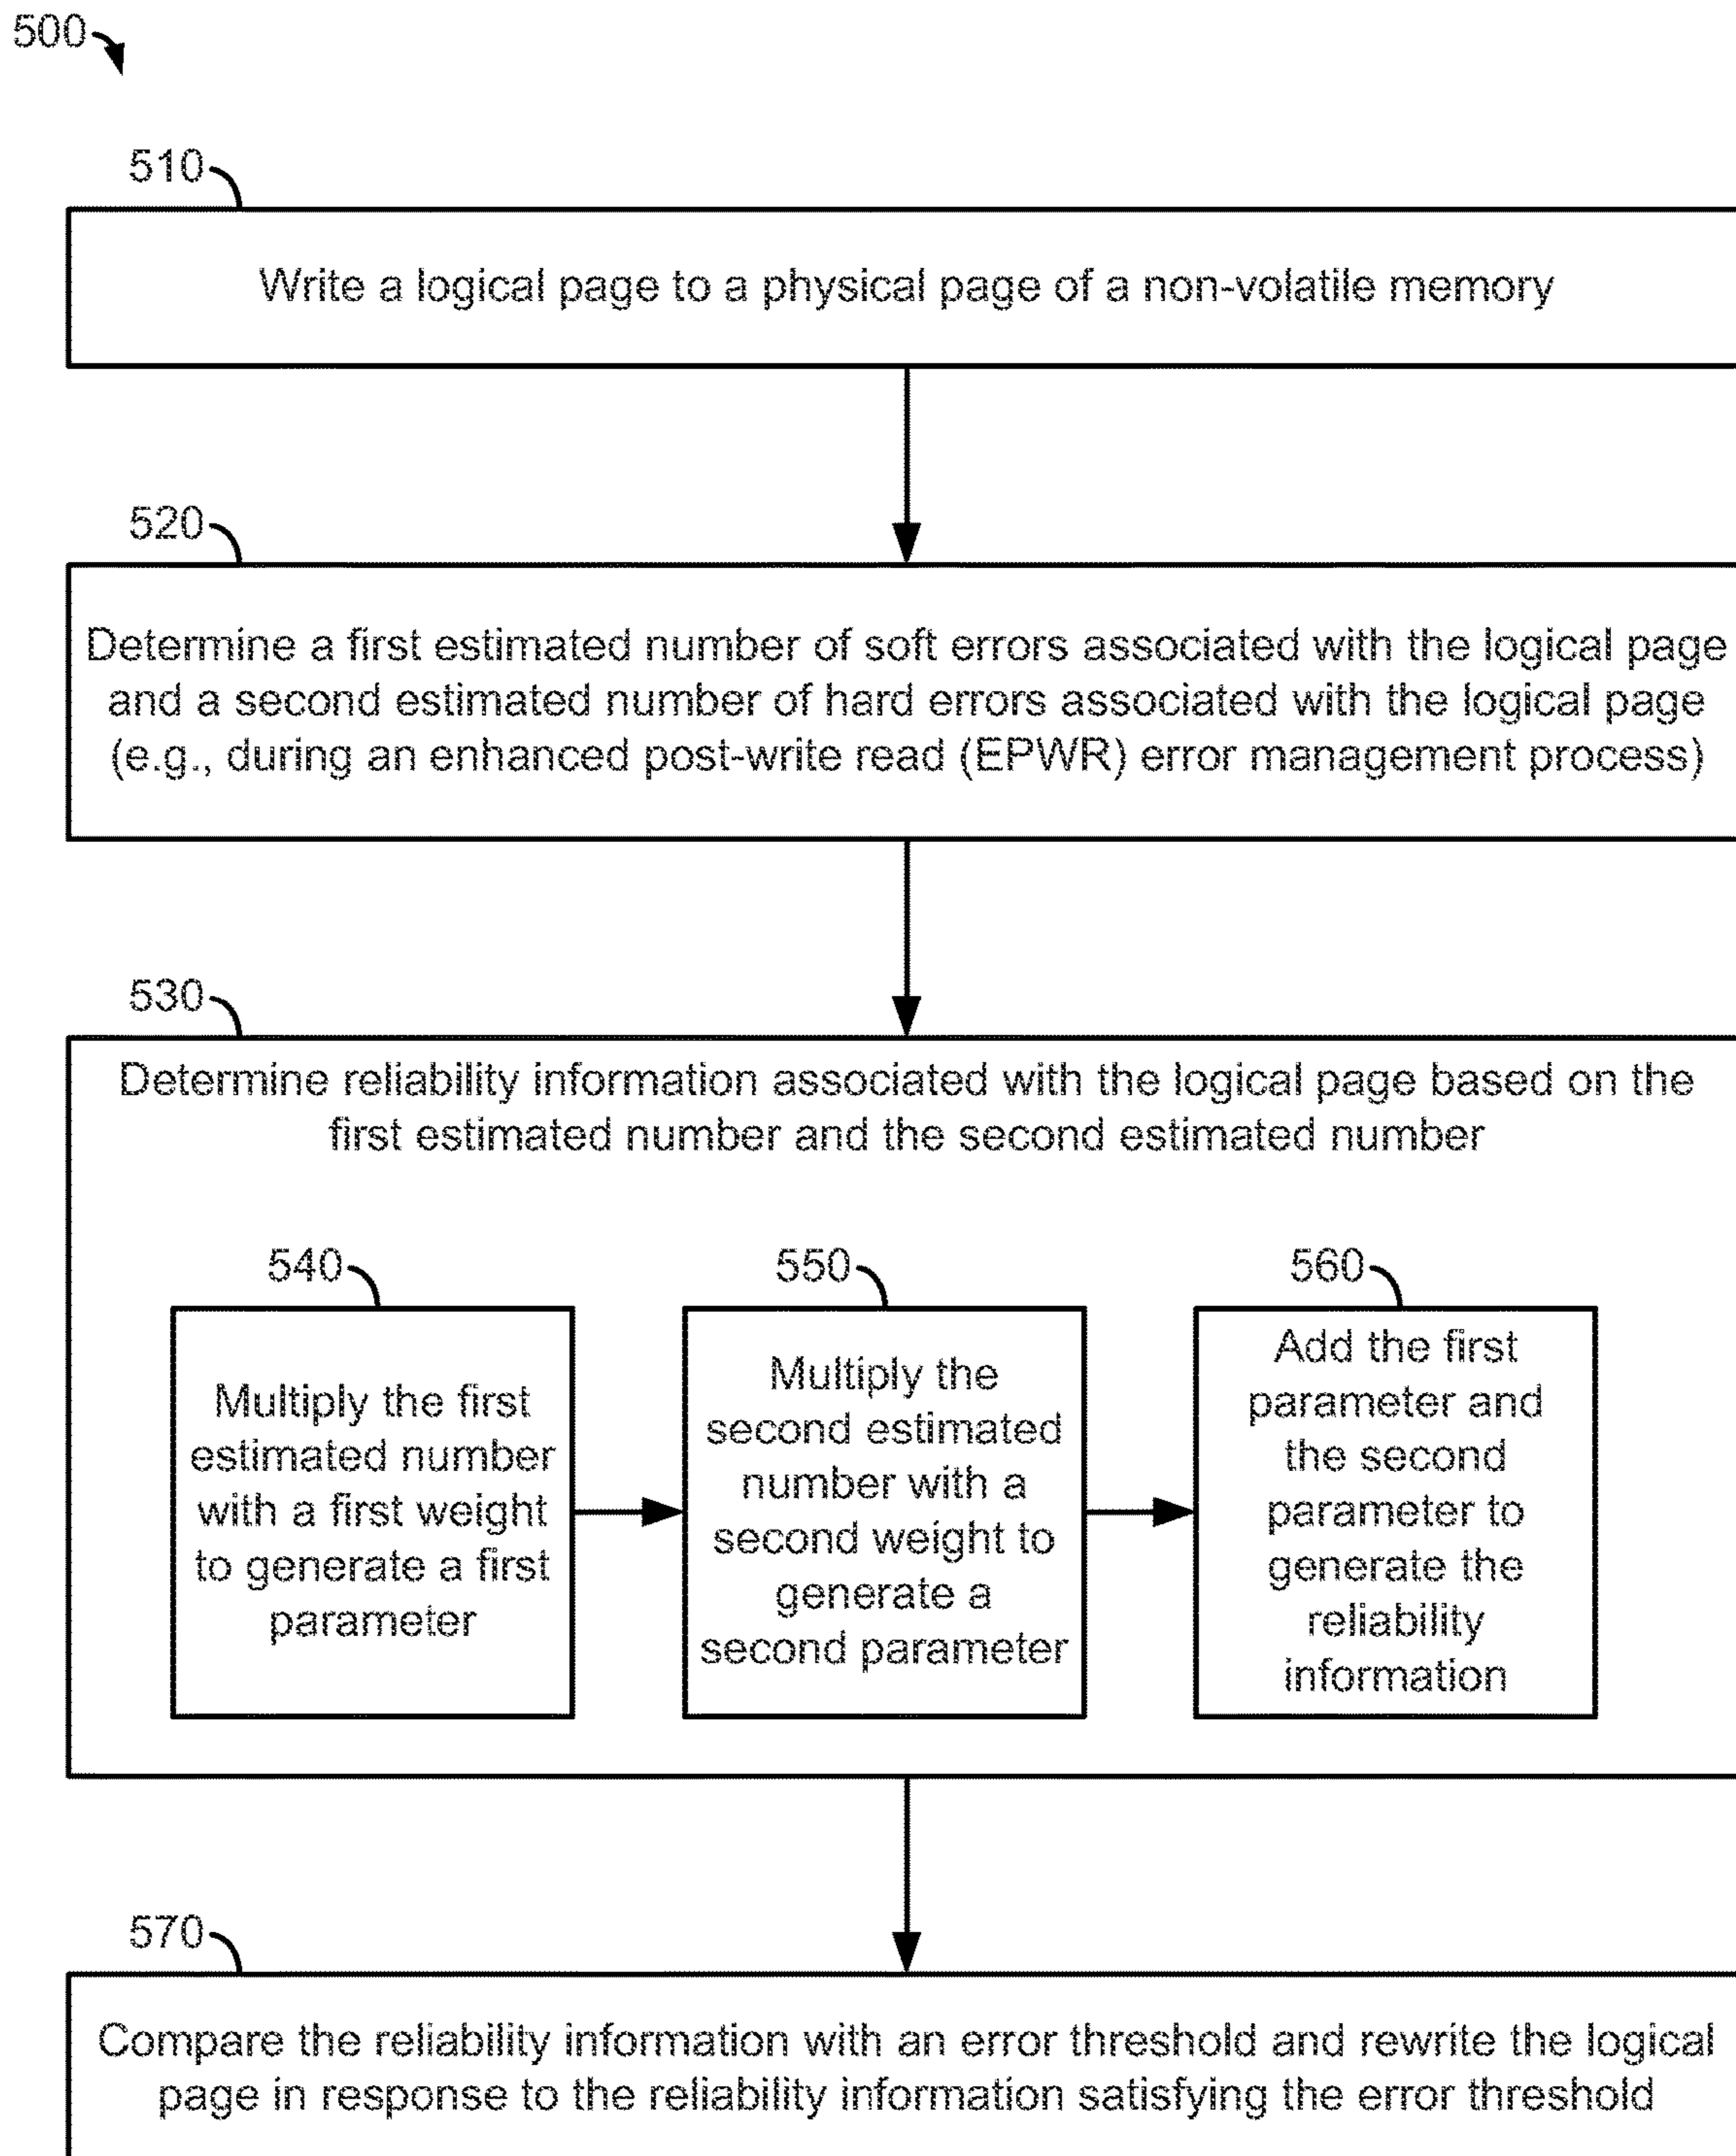 500
510
Write a logical page to a physical page of a non-volatile memory
520
Determine a first estimated number of soft errors associated with the logical page
and a second estimated number of hard errors associated with the logical page
(e.g., during an enhanced post-write read (EPWR) error management process)
530
Determine reliability information associated with the logical page based on the
first estimated number and the second estimated number
540
Multiply the first
estimated number
with a first weight
to generate a first
parameter
550
Multiply the
second estimated
number with a
second weight to
generate a
second parameter
560
Add the first
parameter and
the second
parameter to
generate the
reliability
information
570
Compare the reliability information with an error threshold and rewrite the logical
page in response to the reliability information satisfying the error threshold